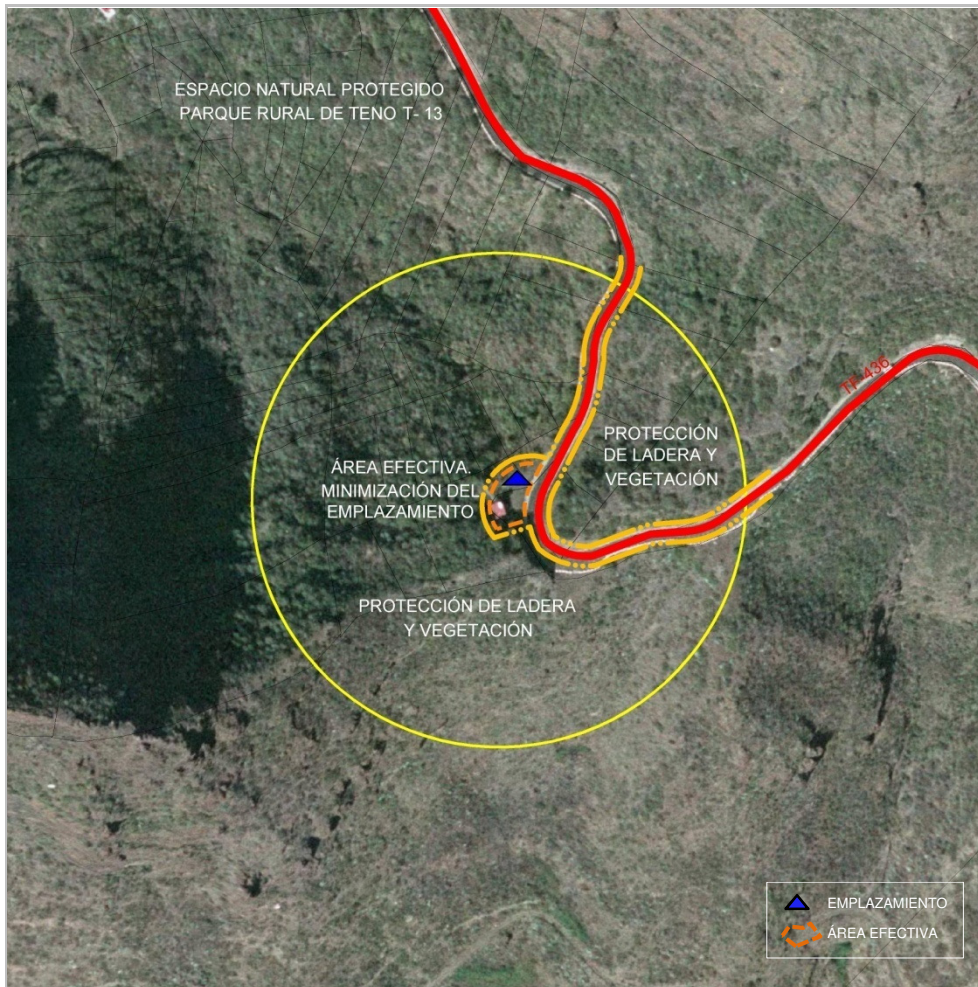 ESPACIO NATURAL PROTEGIDO
PARQUE RURAL DE TENO T- 13
TF 436
PROTECCIÓN
DE LADERA Y
VEGETACIÓN
ÁREA EFECTIVA.
MINIMIZACIÓN DEL
EMPLAZAMIENTO
PROTECCIÓN DE LADERA
Y VEGETACIÓN
EMPLAZAMIENTO
ÁREA EFECTIVA